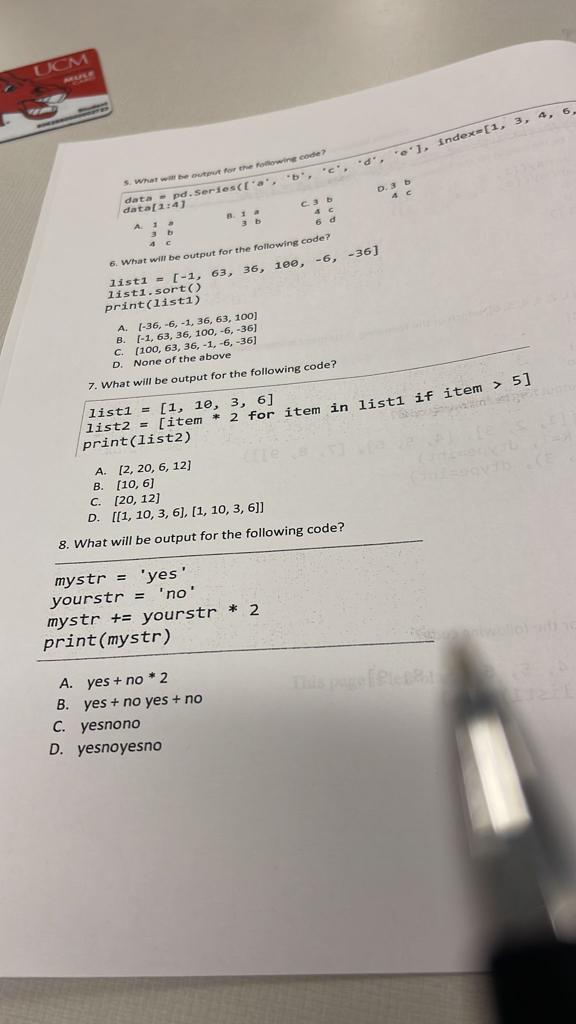 UCM
MULE
Student
5. What will be output for the following code?
data = pd.Series(['a', 'b', 'c', 'd', 'e'], index=[1, 3, 4, 6,
data[1:4]
A. 1 a B. 1 a C. 3 b D. 3 b
3 b 3 b 4 c 4 c
4 c 6 d
6. What will be output for the following code?
list1 = [-1, 63, 36, 100, -6, -36]
list1.sort()
print(list1)
A. [-36, -6, -1, 36, 63, 100]
B. [-1, 63, 36, 100, -6, -36]
C. [100, 63, 36, -1, -6, -36]
D. None of the above
7. What will be output for the following code?
list1 = [1, 10, 3, 6]
list2 = [item * 2 for item in list1 if item > 5]
print(list2)
A. [2, 20, 6, 12]
B. [10, 6]
C. [20, 12]
D. [[1, 10, 3, 6], [1, 10, 3, 6]]
8. What will be output for the following code?
mystr = 'yes'
yourstr = 'no'
mystr += yourstr * 2
print(mystr)
A. yes + no * 2
B. yes + no yes + no
C. yesnono
D. yesnoyesno
This page